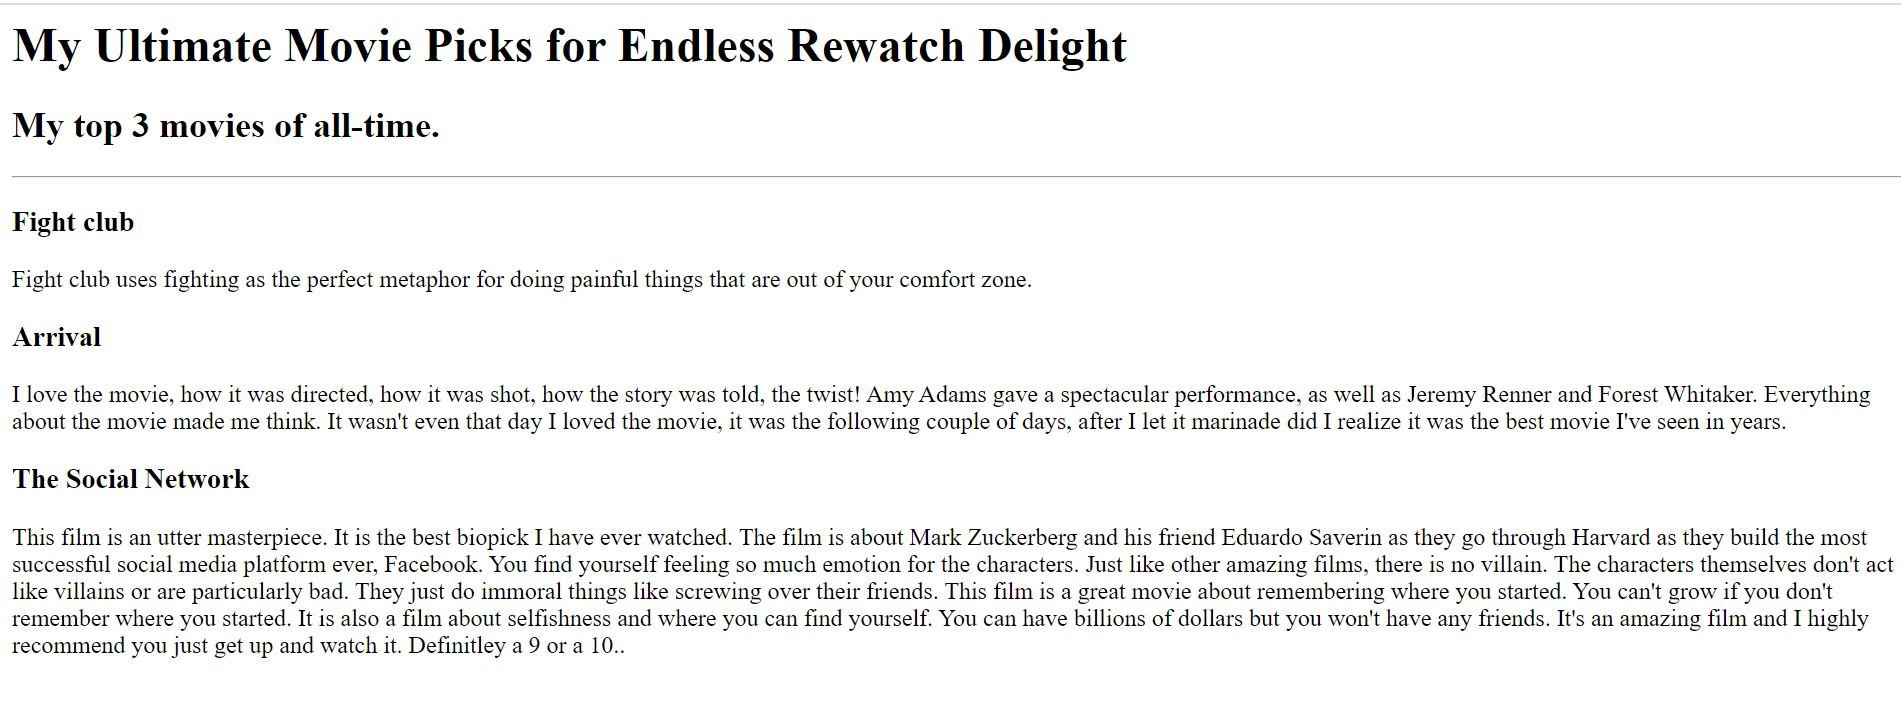 My Ultimate Movie Picks for Endless Rewatch Delight
My top 3 movies of all-time.
Fight club
Fight club uses fighting as the perfect metaphor for doing painful things that are out of your comfort zone.
Arrival
I love the movie, how it was directed, how it was shot, how the story was told, the twist! Amy Adams gave a spectacular performance, as well as Jeremy Renner and Forest Whitaker. Everything
about the movie made me think. It wasn't even that day I loved the movie, it was the following couple of days, after I let it marinade did I realize it was the best movie I've seen in years.
The Social Network
This film is an utter masterpiece. It is the best biopick I have ever watched. The film is about Mark Zuckerberg and his friend Eduardo Saverin as they go through Harvard as they build the most
successful social media platform ever, Facebook. You find yourself feeling so much emotion for the characters. Just like other amazing films, there is no villain. The characters themselves don't act
like villains or are particularly bad. They just do immoral things like screwing over their friends. This film is a great movie about remembering where you started. You can't grow if you don't
remember where you started. It is also a film about selfishness and where you can find yourself. You can have billions of dollars but you won't have any friends. It's an amazing film and I highly
recommend you just get up and watch it. Definitley a 9 or a 10..